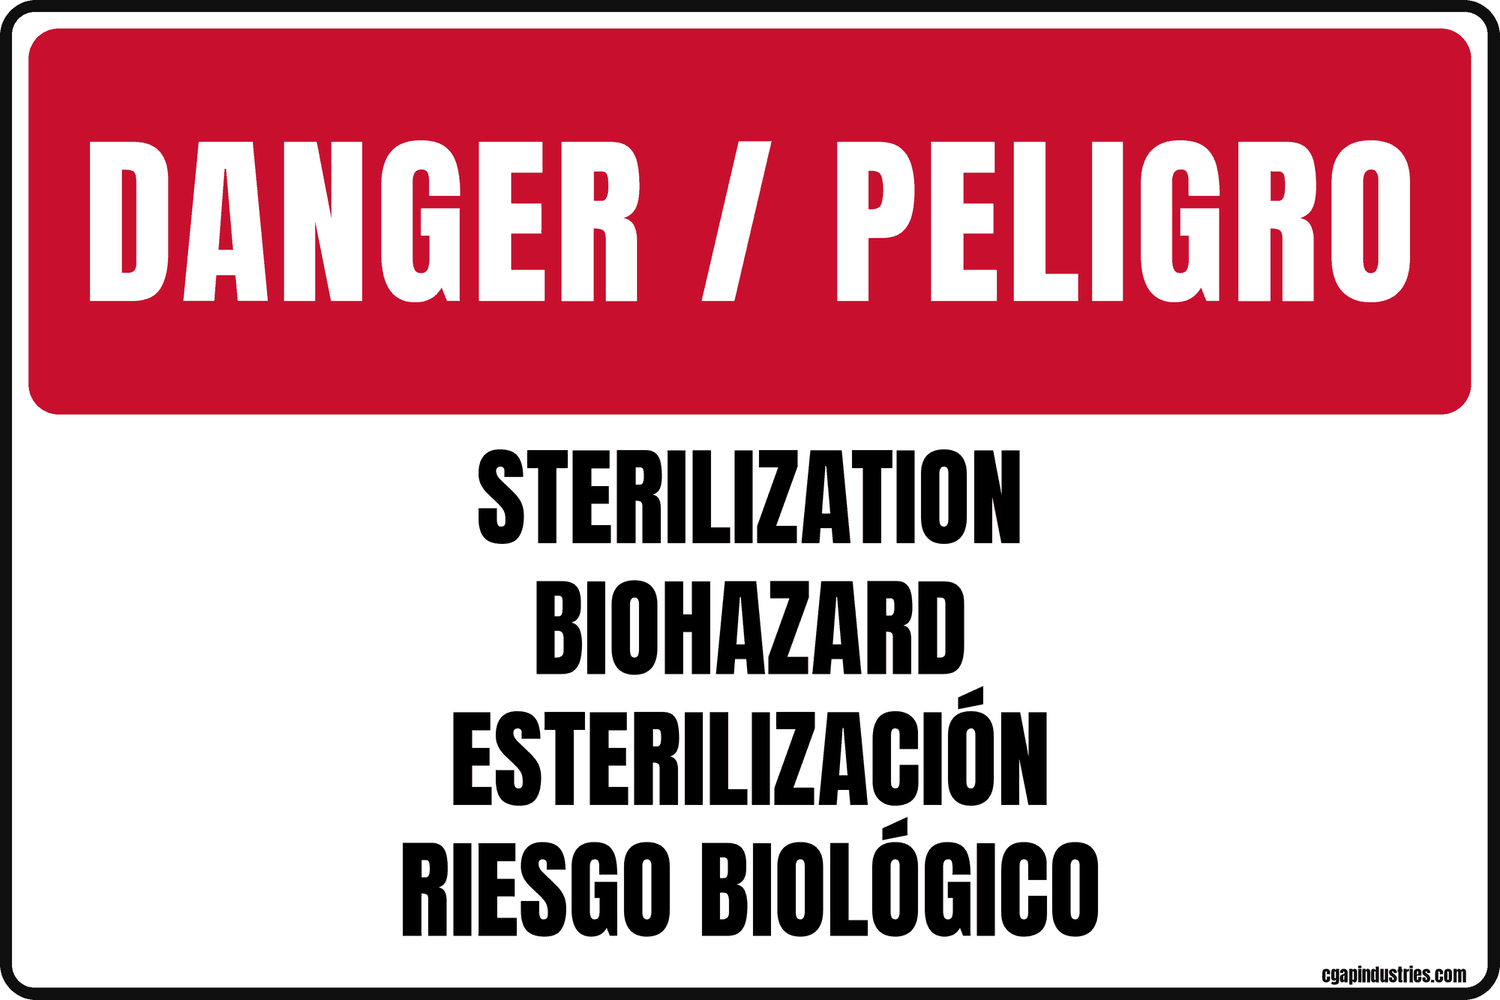 DANGER / PELIGRO
STERILIZATION
BIOHAZARD
ESTERILIZACIÓN
RIESGO BIOLÓGICO
cgapindustries.com